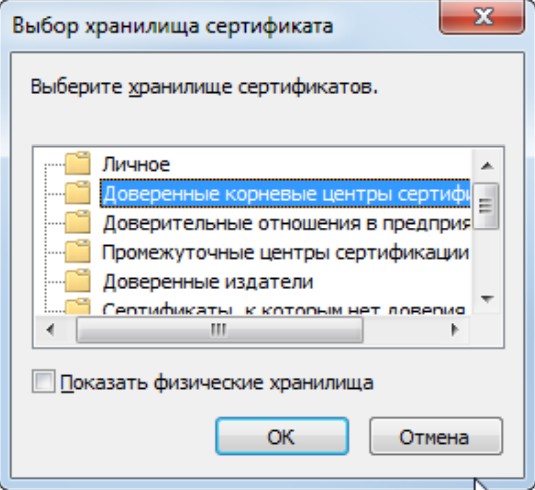 Выбор хранилища сертификата
Выберите хранилище сертификатов.
Личное
Доверенные корневые центры сертифи
Доверительные отношения в предприя
Промежуточные центры сертификации
Доверенные издатели
Сертификаты, к которым нет доверия
Показать физические хранилища
ОК
Отмена